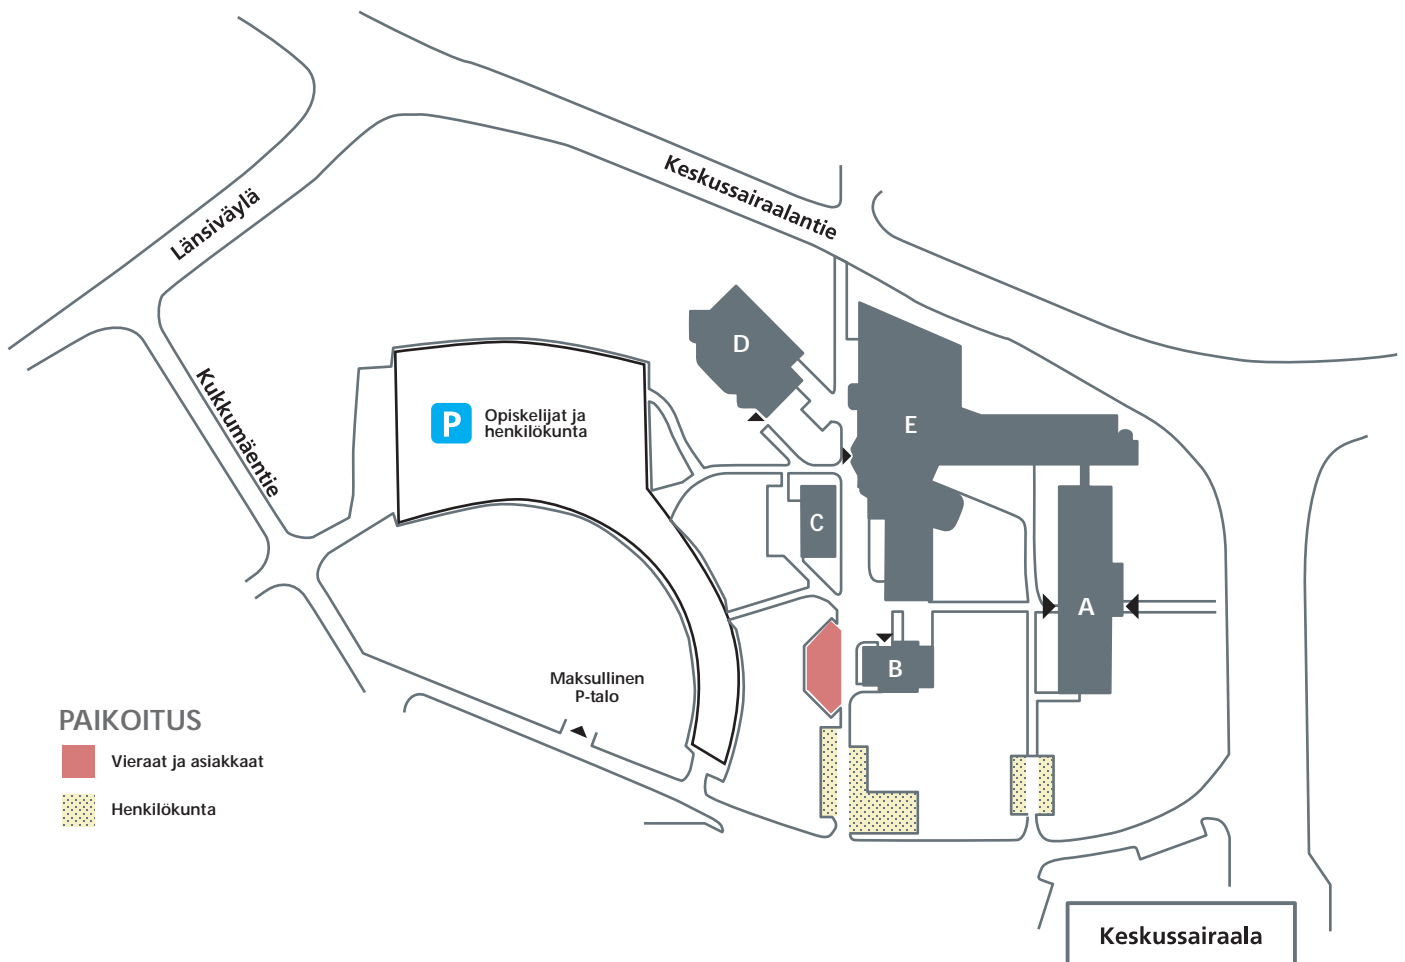 Keskussairaalantie
Länsiväylä
Kukkumäentie
D
E
P
Opiskelijat ja
henkilökunta
C
A
B
Maksullinen
P-talo
PAIKOITUS
Vieraat ja asiakkaat
Henkilökunta
Keskussairaala